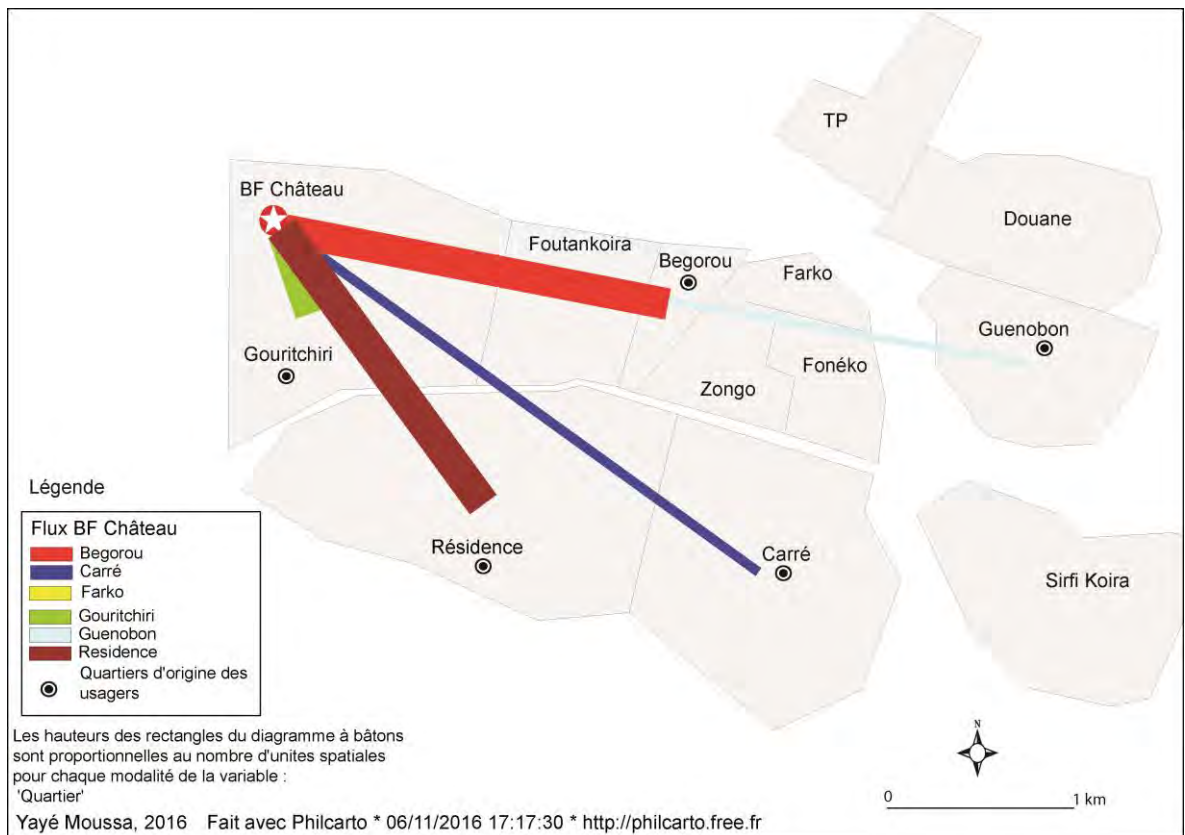 TP
BF Château
Douane
Foutankoira
Begorou
Farko
Guenobon
Gouritchiri
Fonéko
Zongo
Légende
Résidence
Carré
Sirfi Koira
Flux BF Château
Begorou
Carré
Farko
Gouritchiri
Guenobon
Residence
Quartiers d'origine des
usagers
Les hauteurs des rectangles du diagramme à bâtons
sont proportionnelles au nombre d'unites spatiales
pour chaque modalité de la variable :
'Quartier'
N
0 1 km
Yayé Moussa, 2016 Fait avec Philcarto * 06/11/2016 17:17:30 * http://philcarto.free.fr